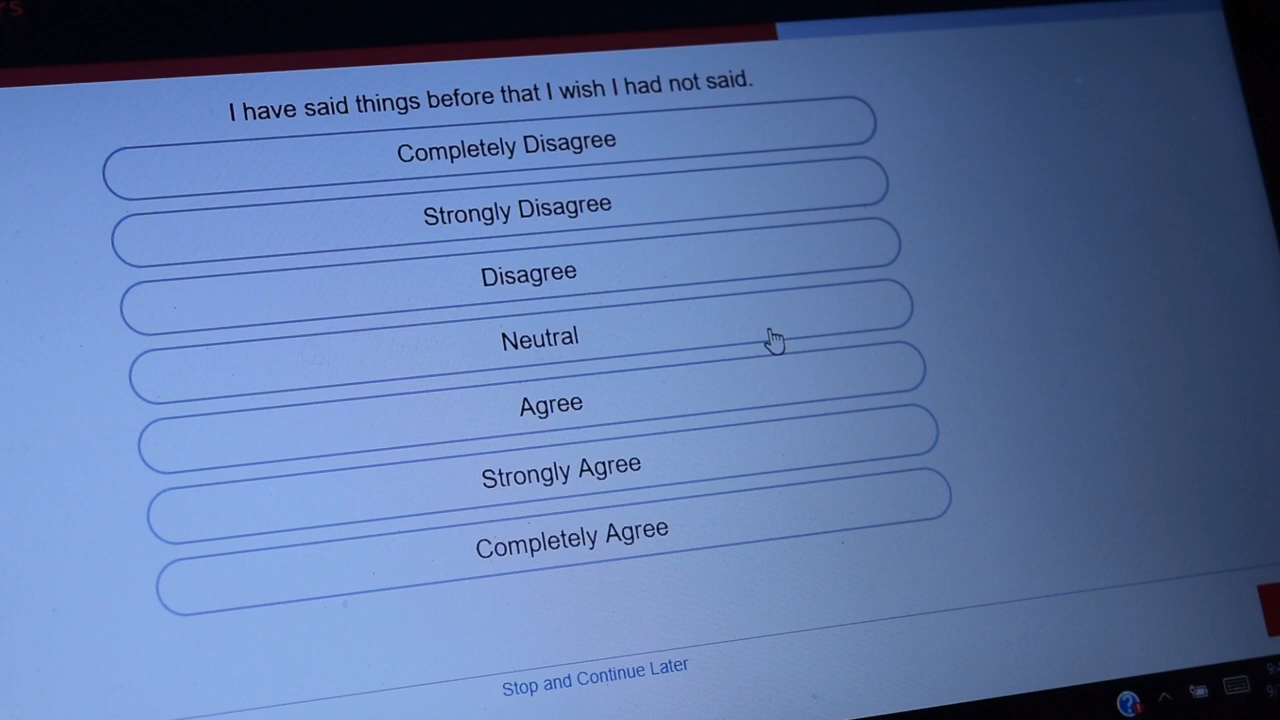 I have said things before that I wish I had not said.
Completely Disagree
Strongly Disagree
Disagree
Neutral
Agree
Strongly Agree
Completely Agree
Stop and Continue Later